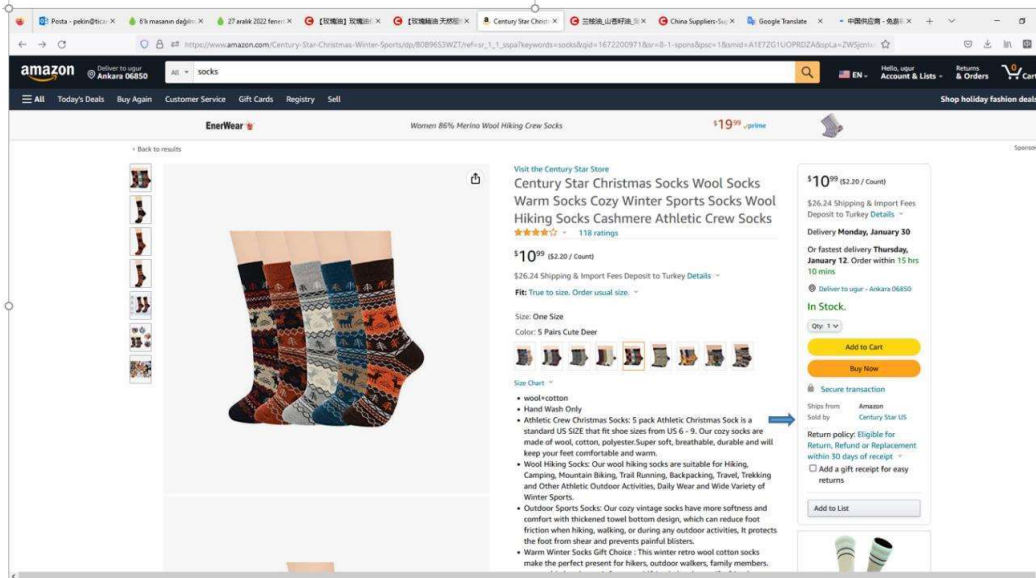 Posta - pekin@ticar
6'lı masanın dağılm
27 aralık 2022 fener
Century Star Christm
China Suppliers-Sup
Google Translate
https://www.amazon.com/Century-Star-Christmas-Winter-Sports/dp/
amazon
Deliver to ugur
Ankara 06850
All
socks
EN
Hello, ugur
Account & Lists
Returns
& Orders
0
Cart
All
Today's Deals
Buy Again
Customer Service
Gift Cards
Registry
Sell
Shop holiday fashion deals
EnerWear
Women 86% Merino Wool Hiking Crew Socks
$19.99
prime
‹ Back to results
Sponsor
Visit the Century Star Store
Century Star Christmas Socks Wool Socks
Warm Socks Cozy Winter Sports Socks Wool
Hiking Socks Cashmere Athletic Crew Socks
118 ratings
$10.99 ($2.20 / Count)
$26.24 Shipping & Import Fees Deposit to Turkey Details
Fit: True to size. Order usual size.
Size: One Size
Color: 5 Pairs Cute Deer
Size Chart
• wool+cotton
• Hand Wash Only
• Athletic Crew Christmas Socks: 5 pack Athletic Christmas Sock is a
standard US SIZE that fit shoe sizes from US 6 - 9. Our cozy socks are
made of wool, cotton, polyester.Super soft, breathable, durable and will
keep your feet comfortable and warm.
• Wool Hiking Socks: Our wool hiking socks are suitable for Hiking,
Camping, Mountain Biking, Trail Running, Backpacking, Travel, Trekking
and Other Athletic Outdoor Activities, Daily Wear and Wide Variety of
Winter Sports.
• Outdoor Sports Socks: Our cozy vintage socks have more softness and
comfort with thickened towel bottom design, which can reduce foot
friction when hiking, walking, or during any outdoor activities, It protects
the foot from shear and prevents painful blisters.
• Warm Winter Socks Gift Choice : This winter retro wool cotton socks
make the perfect present for hikers, outdoor walkers, family members.
$10.99 ($2.20 / Count)
$26.24 Shipping & Import Fees
Deposit to Turkey Details
Delivery Monday, January 30
Or fastest delivery Thursday,
January 12. Order within 15 hrs
10 mins
Deliver to ugur - Ankara 06850
In Stock.
Qty: 1
Add to Cart
Buy Now
Secure transaction
Ships from Amazon
Sold by Century Star US
Return policy: Eligible for
Return, Refund or Replacement
within 30 days of receipt
Add a gift receipt for easy
returns
Add to List